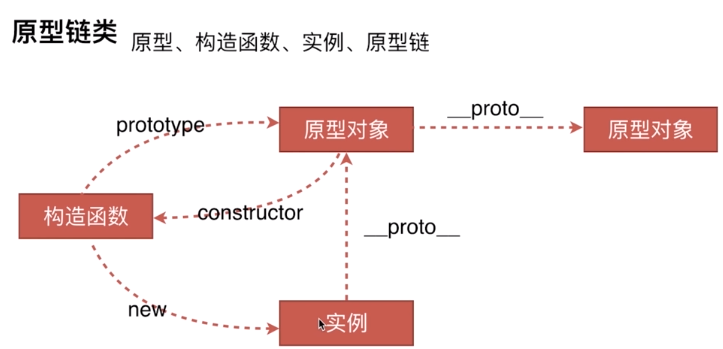 原型链类 原型、构造函数、实例、原型链
prototype
原型对象
__proto__
原型对象
构造函数
constructor
__proto__
new
实例